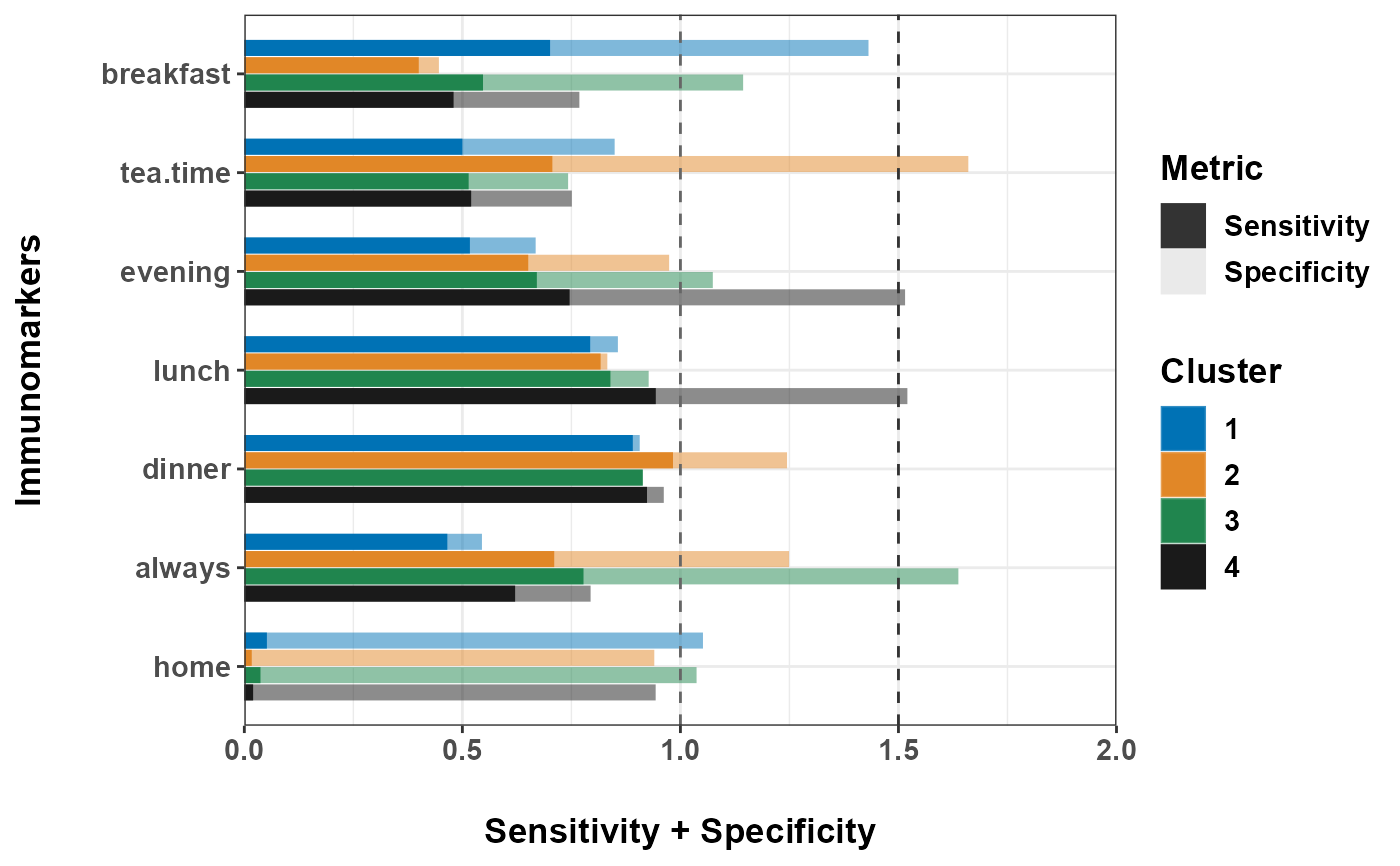 Immunomarkers
breakfast
tea.time
evening
lunch
dinner
always
home
0.0 0.5 1.0 1.5 2.0
Sensitivity + Specificity
Metric
Sensitivity
Specificity
Cluster
1
2
3
4